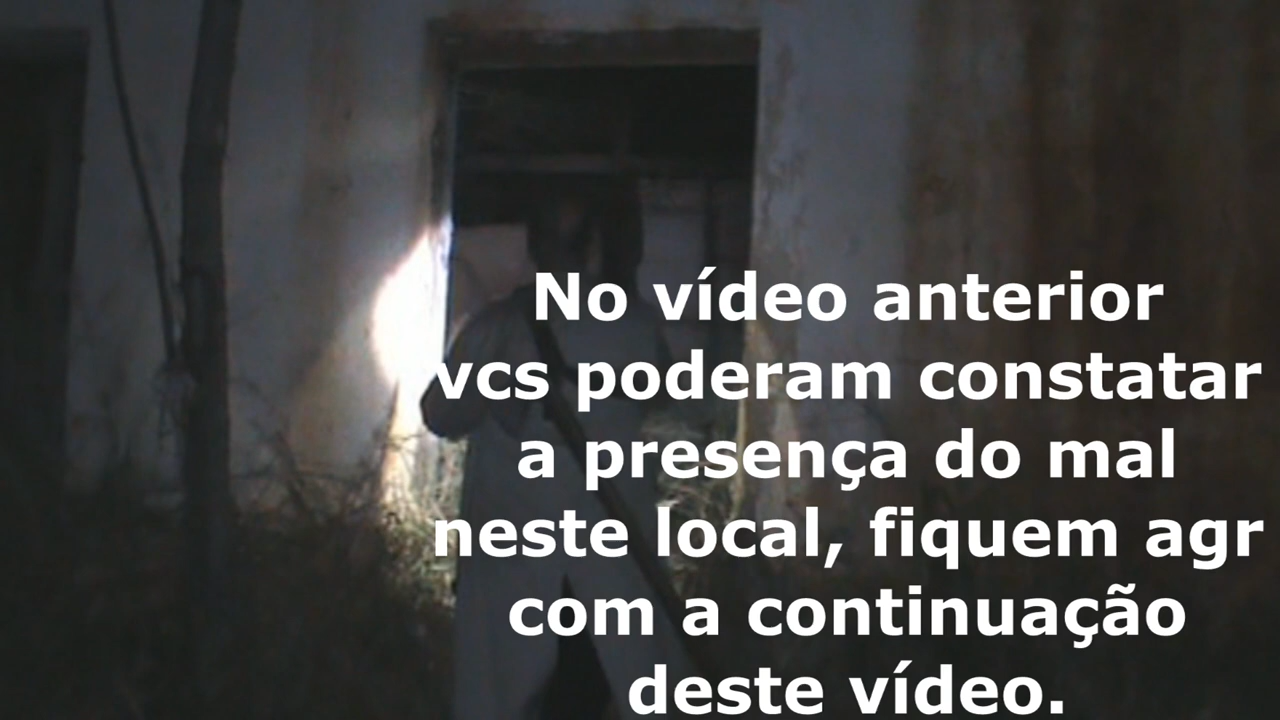 No vídeo anterior
vcs poderam constatar
a presença do mal
neste local, fiquem agr
com a continuação
deste vídeo.